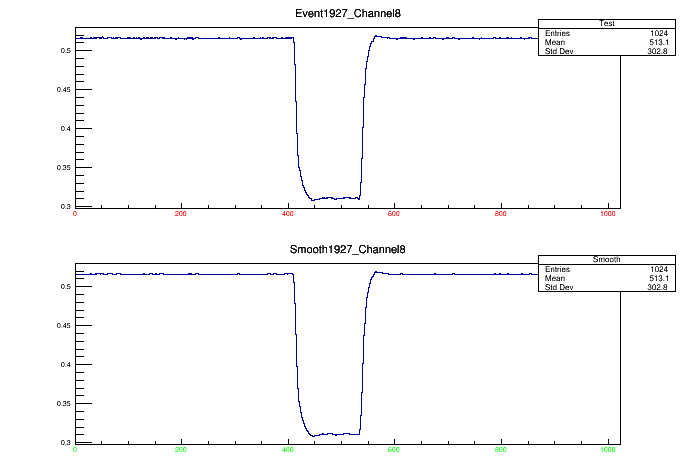 Event1927_Channel8
Test
Entries 1024
Mean 513.1
Std Dev 302.8
0.5
0.45
0.4
0.35
0.3
0 200 400 600 800 1000
Smooth1927_Channel8
Smooth
Entries 1024
Mean 513.1
Std Dev 302.8
0.5
0.45
0.4
0.35
0.3
0 200 400 600 800 1000